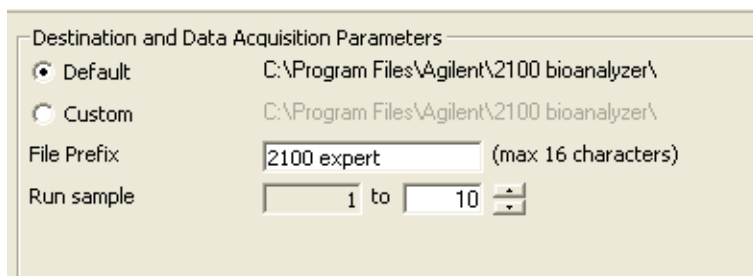 Destination and Data Acquisition Parameters
Default C:\Program Files\Agilent\2100 bioanalyzer\
Custom C:\Program Files\Agilent\2100 bioanalyzer\
File Prefix 2100 expert (max 16 characters)
Run sample 1 to 10